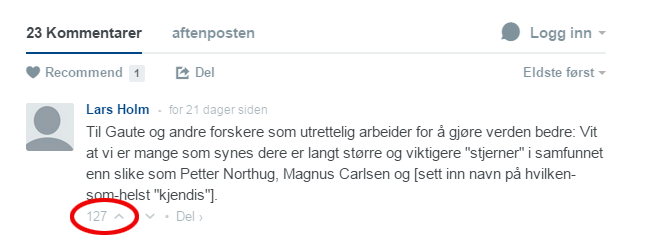 23 Kommentarer aftenposten Logg inn
Recommend 1 Del Eldste først
Lars Holm - for 21 dager siden
Til Gaute og andre forskere som utrettelig arbeider for å gjøre verden bedre: Vit
at vi er mange som synes dere er langt større og viktigere "stjerner" i samfunnet
enn slike som Petter Northug, Magnus Carlsen og [sett inn navn på hvilken-
som-helst "kjendis"].
127 • Del ›